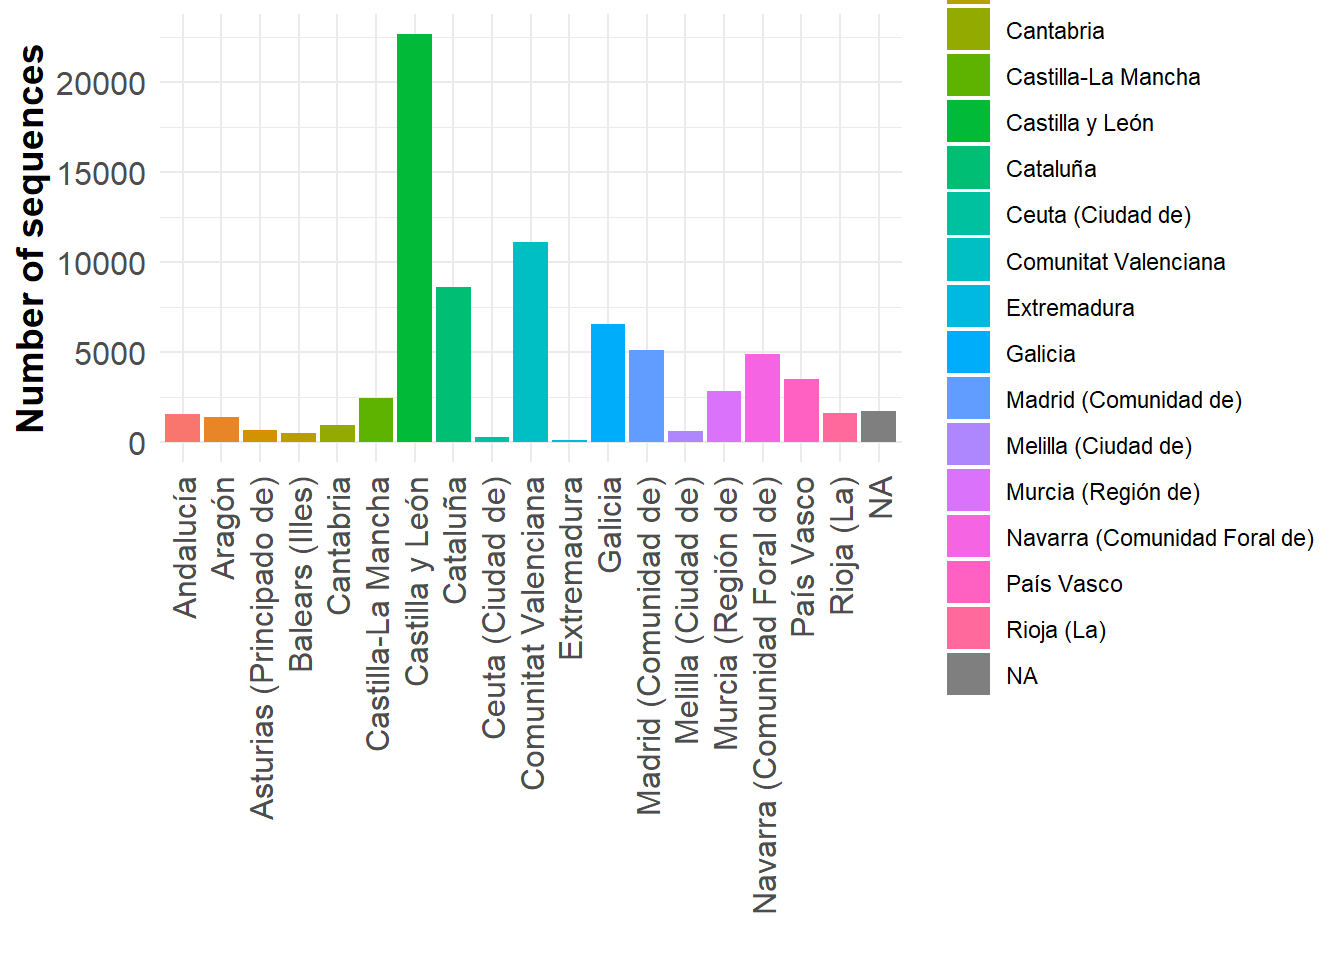 Number of sequences
20000
15000
10000
5000
0
Andalucía
Aragón
Asturias (Principado de)
Balears (Illes)
Cantabria
Castilla-La Mancha
Castilla y León
Cataluña
Ceuta (Ciudad de)
Comunitat Valenciana
Extremadura
Galicia
Madrid (Comunidad de)
Melilla (Ciudad de)
Murcia (Región de)
Navarra (Comunidad Foral de)
País Vasco
Rioja (La)
NA
Cantabria
Castilla-La Mancha
Castilla y León
Cataluña
Ceuta (Ciudad de)
Comunitat Valenciana
Extremadura
Galicia
Madrid (Comunidad de)
Melilla (Ciudad de)
Murcia (Región de)
Navarra (Comunidad Foral de)
País Vasco
Rioja (La)
NA